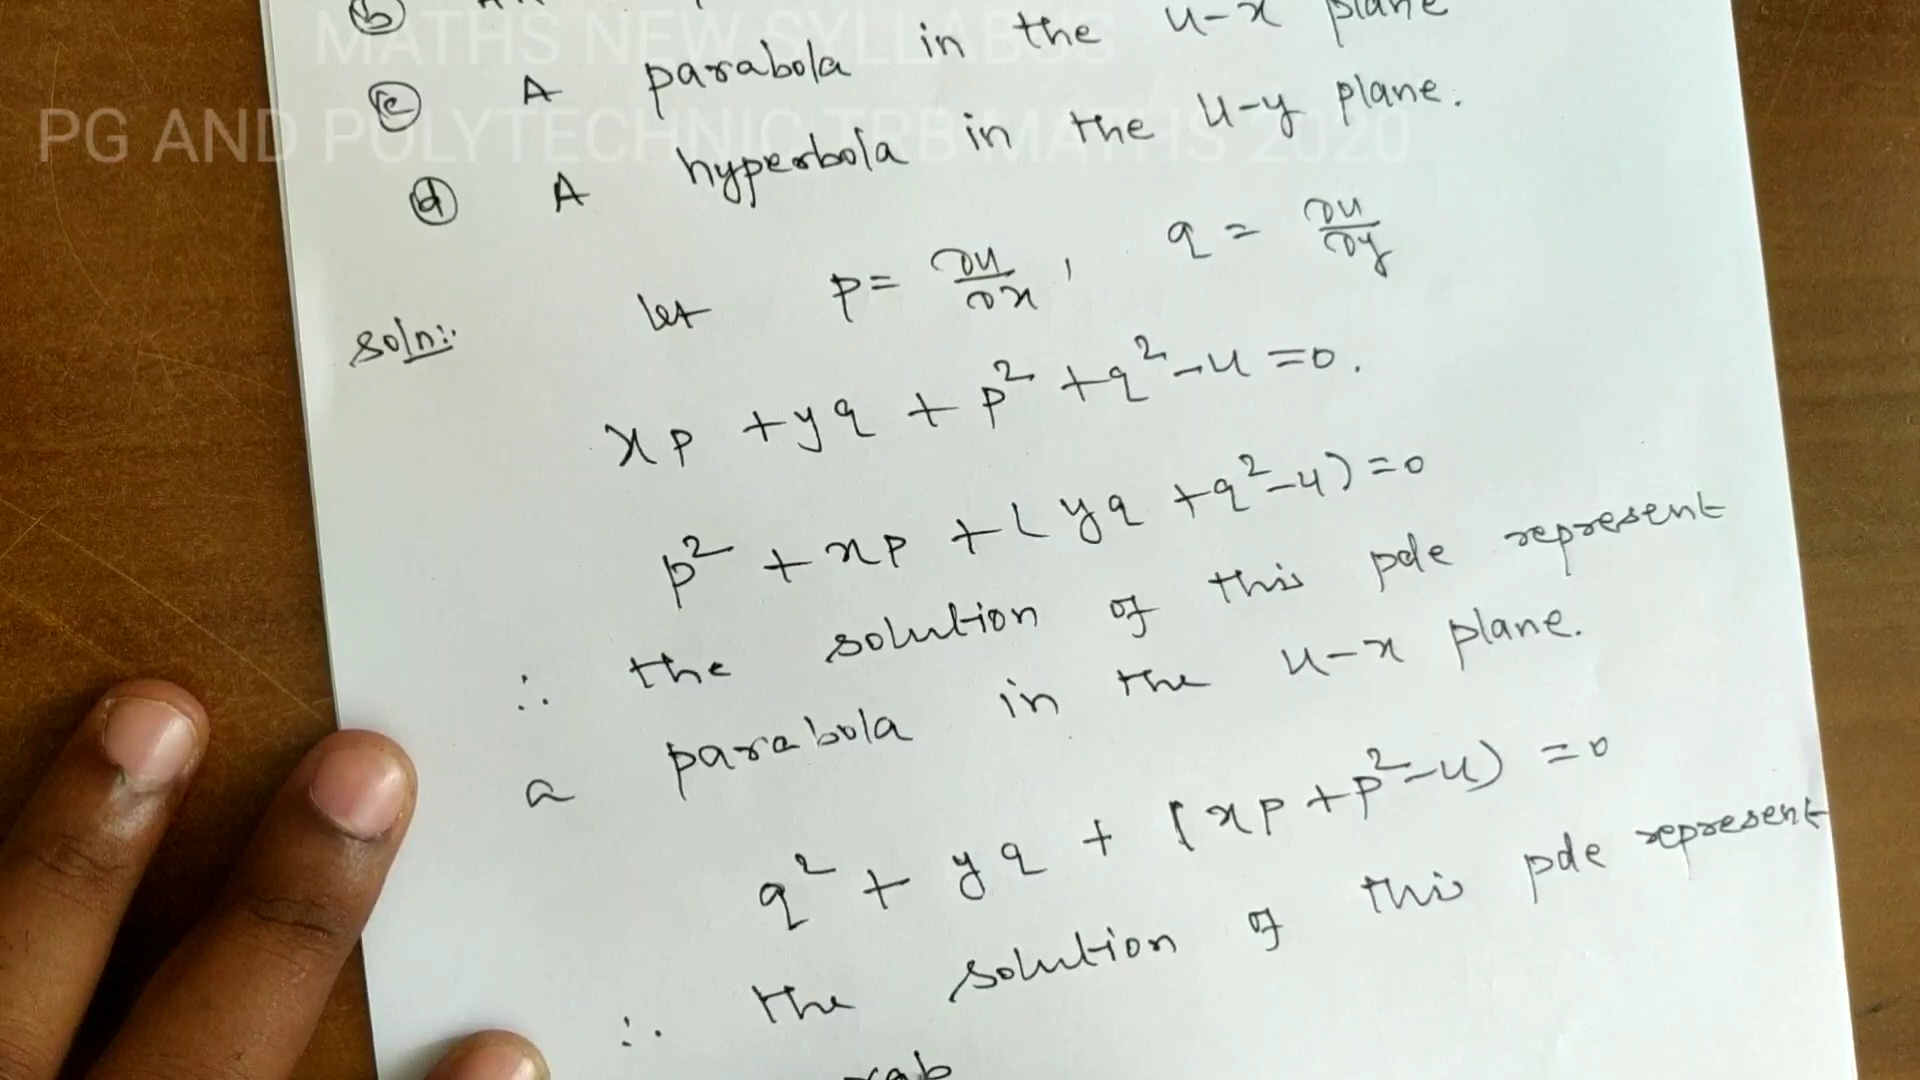 ⓑ
MATHS NEW SYLLABUS
ⓒ A parabola in the u-x plane
PG AND POLYTECHNIC TRB MATHS 2020
ⓓ A hyperbola in the u-y plane.
soln:- let p = ∂u/∂x , q = ∂u/∂y
xp + yq + p² + q² - u = 0.
p² + xp + (yq + q² - u) = 0
∴ the solution of this pde represent
a parabola in the u-x plane.
q² + yq + (xp + p² - u) = 0
∴ the solution of this pde represent